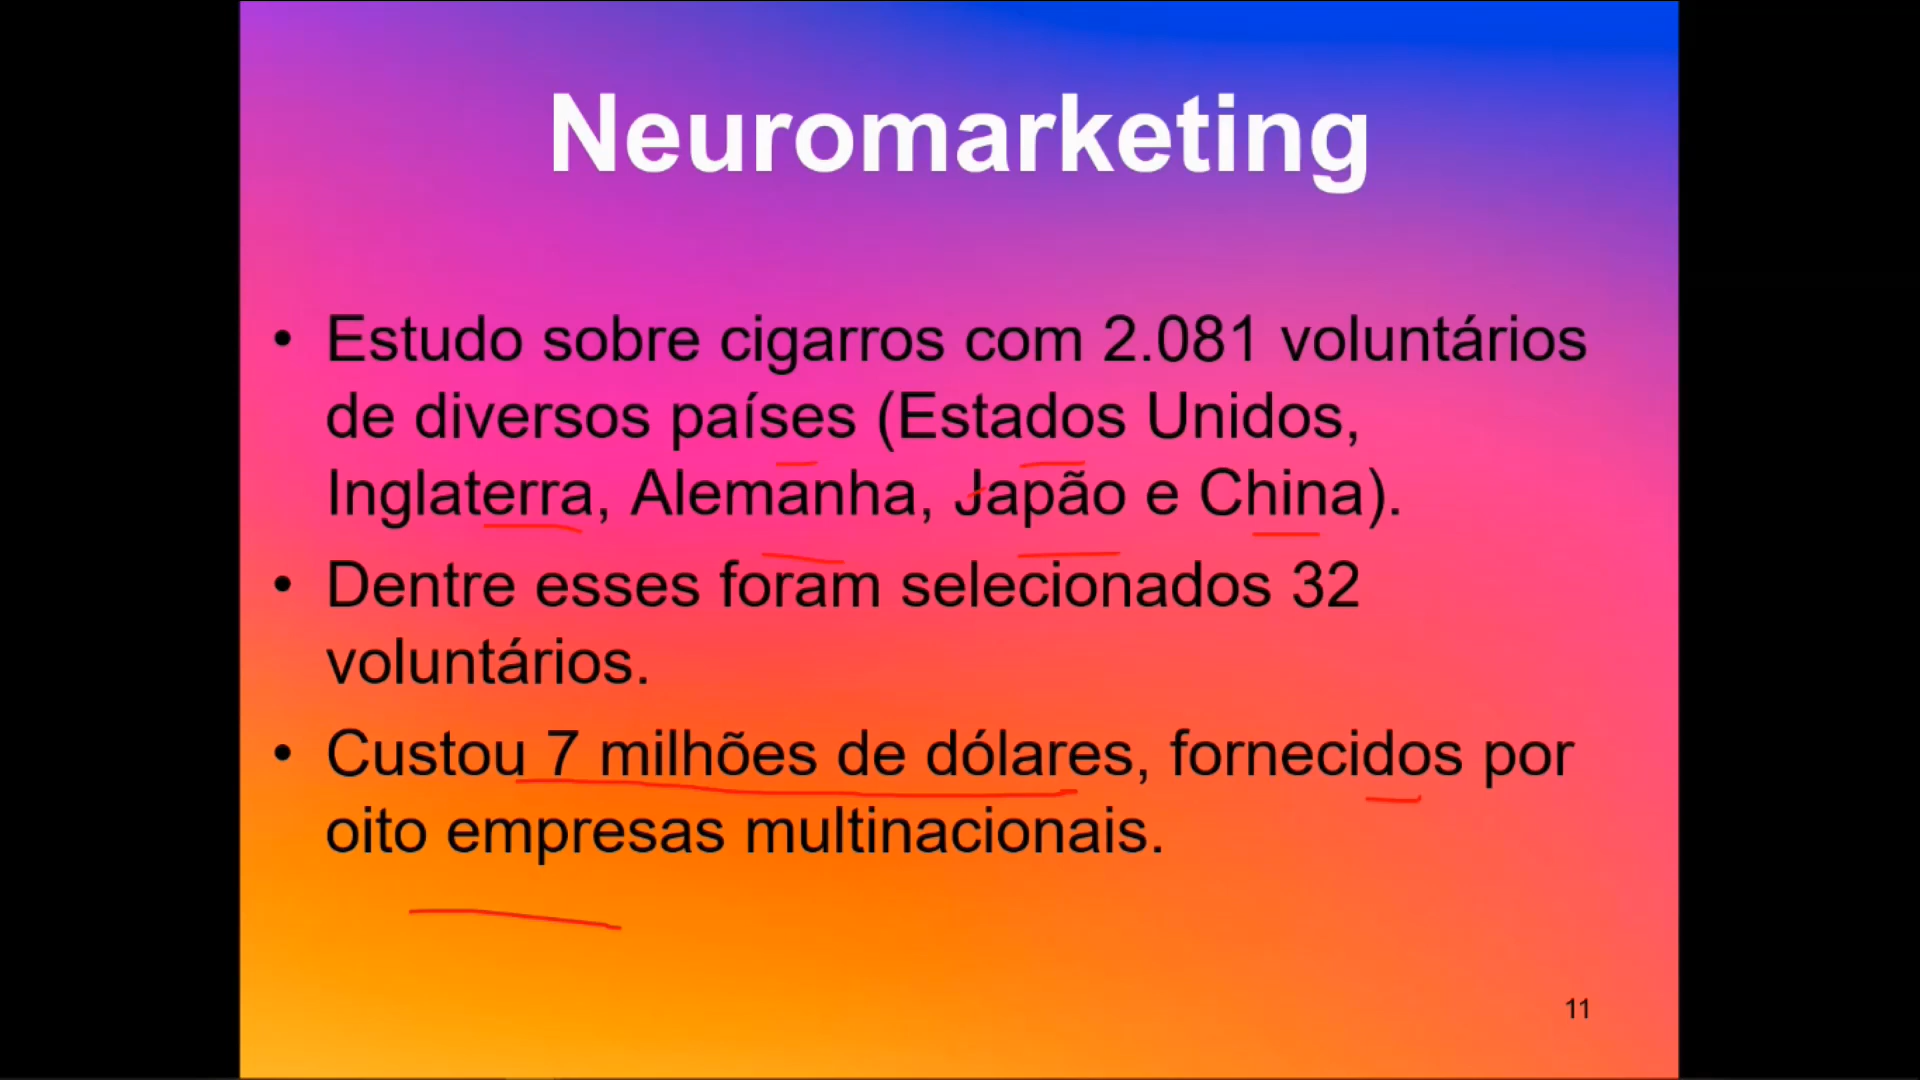 Neuromarketing
• Estudo sobre cigarros com 2.081 voluntários
de diversos países (Estados Unidos,
Inglaterra, Alemanha, Japão e China).
• Dentre esses foram selecionados 32
voluntários.
• Custou 7 milhões de dólares, fornecidos por
oito empresas multinacionais.
11